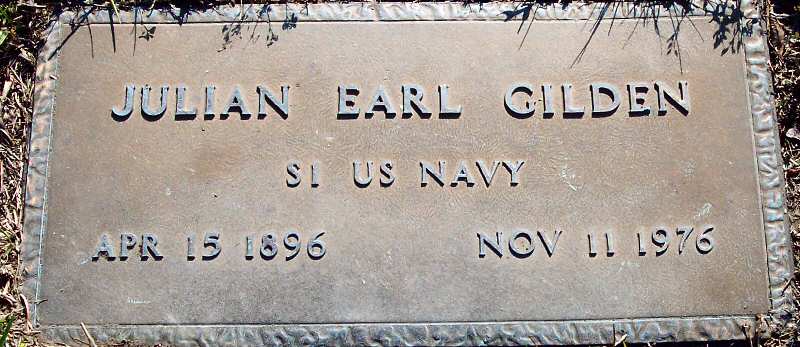 JULIAN EARL GILDEN
S1 US NAVY
APR 15 1896 NOV 11 1976